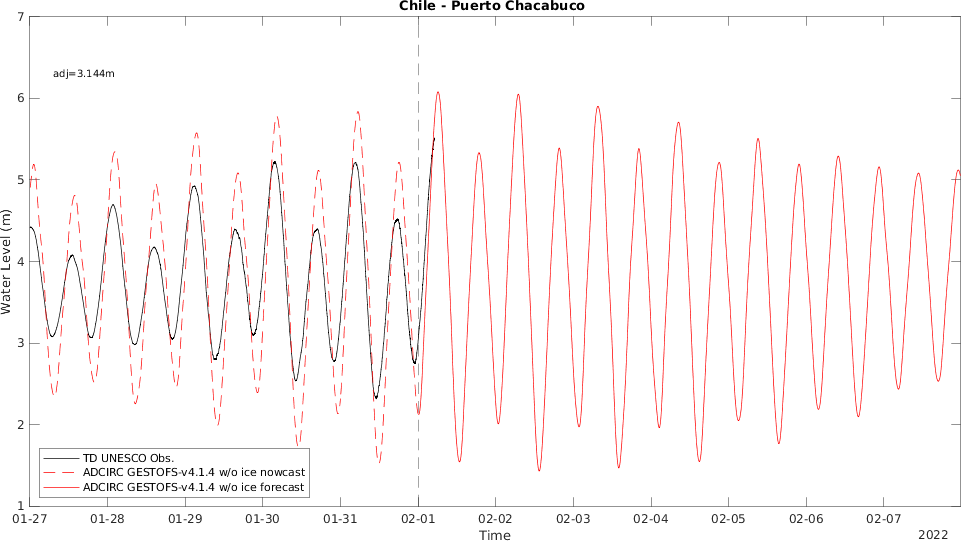 Chile - Puerto Chacabuco
7
adj=3.144m
6
5
4
3
2
1
Water Level (m)
TD UNESCO Obs.
ADCIRC GESTOFS-v4.1.4 w/o ice nowcast
ADCIRC GESTOFS-v4.1.4 w/o ice forecast
01-27 01-28 01-29 01-30 01-31 02-01 02-02 02-03 02-04 02-05 02-06 02-07
Time
2022